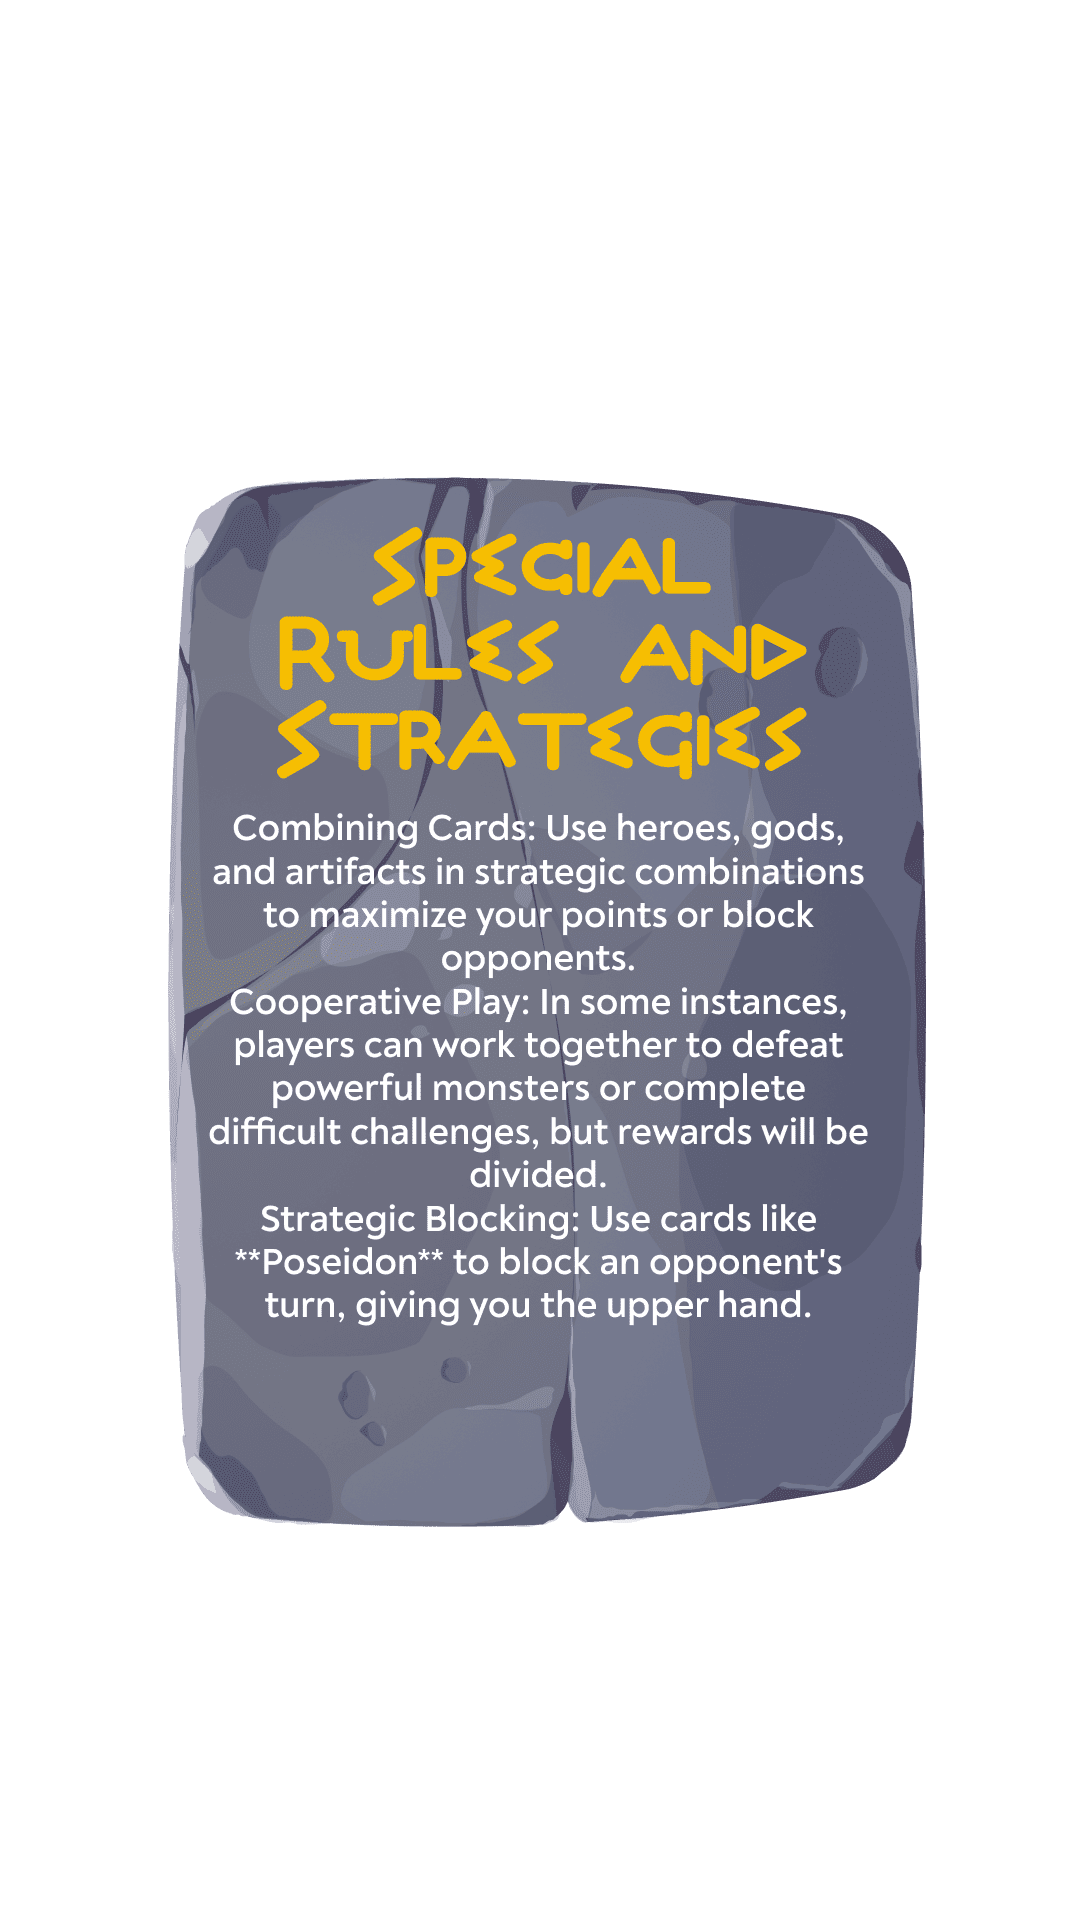 Special
Rules and
Strategies
Combining Cards: Use heroes, gods,
and artifacts in strategic combinations
to maximize your points or block
opponents.
Cooperative Play: In some instances,
players can work together to defeat
powerful monsters or complete
difficult challenges, but rewards will be
divided.
Strategic Blocking: Use cards like
**Poseidon** to block an opponent's
turn, giving you the upper hand.